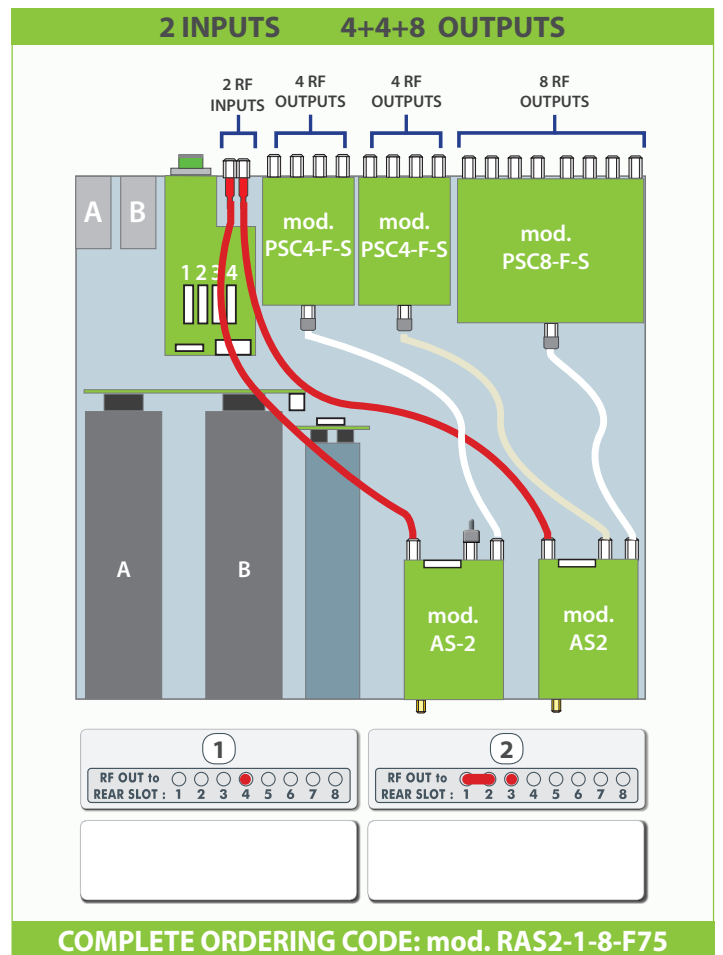 2 INPUTS 4+4+8 OUTPUTS
2 RF INPUTS
4 RF OUTPUTS
4 RF OUTPUTS
8 RF OUTPUTS
A B
1 2 3 4
mod.
PSC4-F-S
mod.
PSC4-F-S
mod.
PSC8-F-S
A
B
mod.
AS-2
mod.
AS2
1
RF OUT to
REAR SLOT : 1 2 3 4 5 6 7 8
2
RF OUT to
REAR SLOT : 1 2 3 4 5 6 7 8
COMPLETE ORDERING CODE: mod. RAS2-1-8-F75